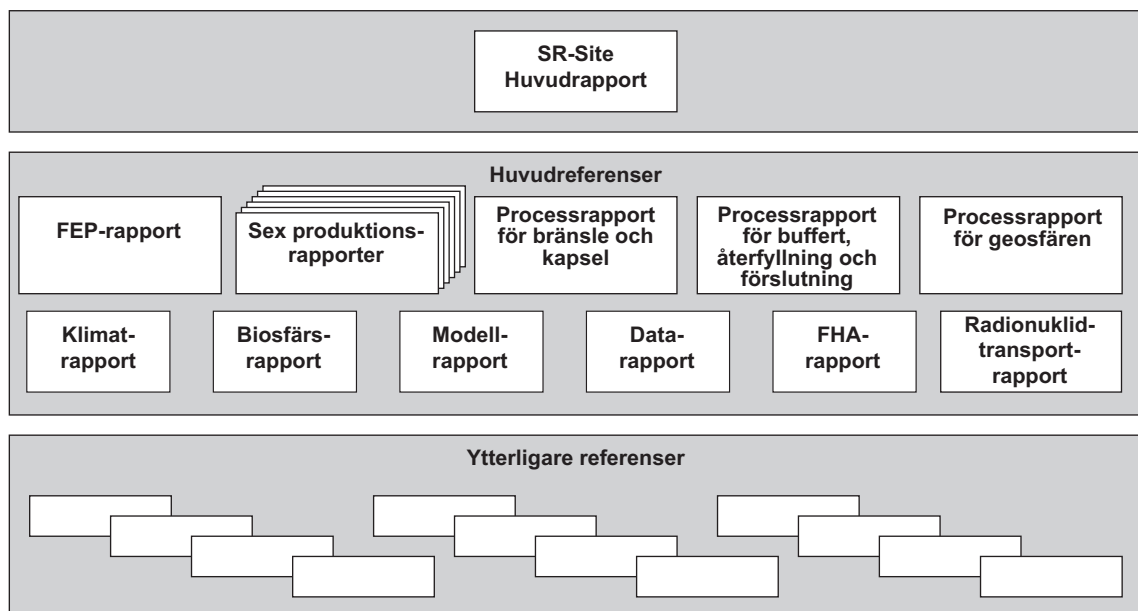 SR-Site
Huvudrapport
Huvudreferenser
FEP-rapport
Sex produktions-
rapporter
Processrapport
för bränsle och
kapsel
Processrapport
för buffert,
återfyllning och
förslutning
Processrapport
för geosfären
Klimat-
rapport
Biosfärs-
rapport
Modell-
rapport
Data-
rapport
FHA-
rapport
Radionuklid-
transport-
rapport
Ytterligare referenser